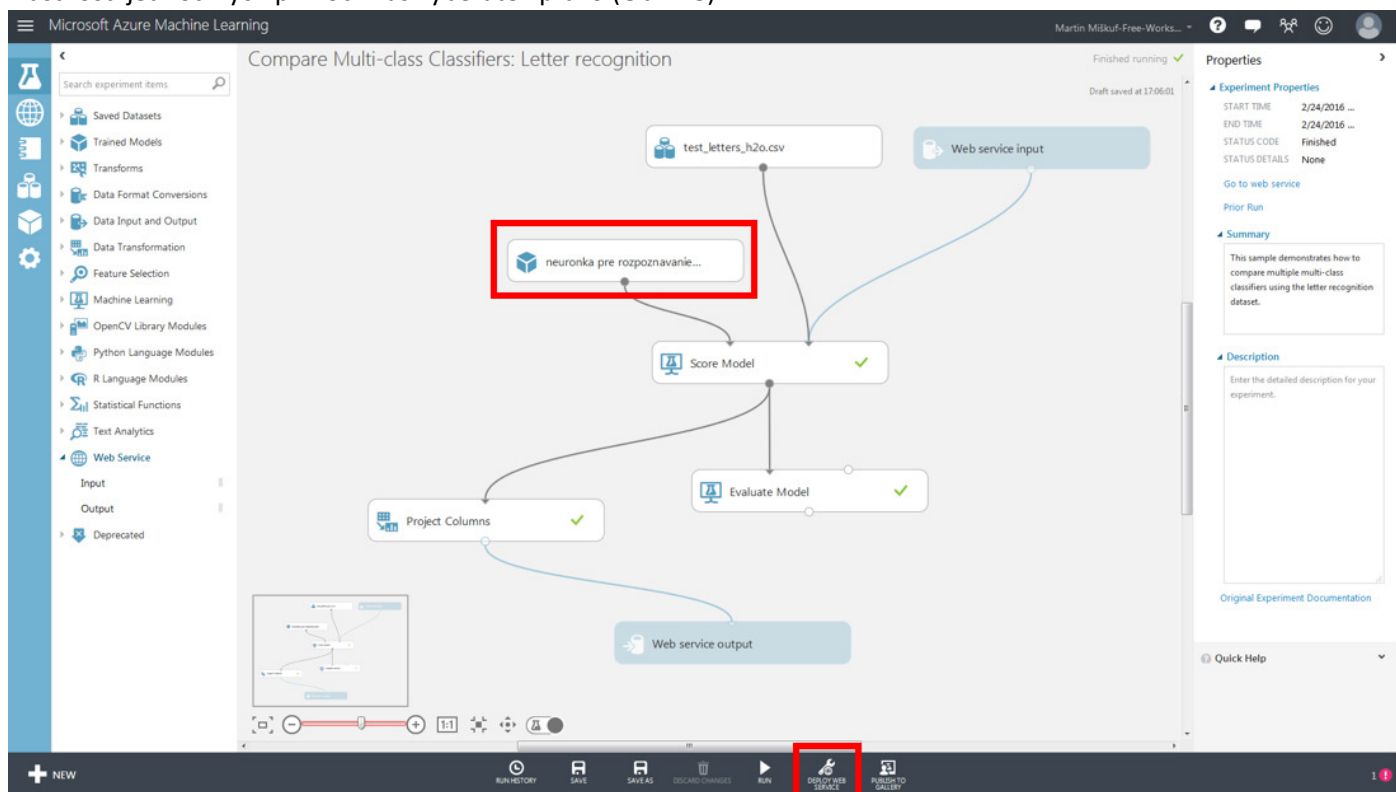 Microsoft Azure Machine Learning
Martin Miškuf-Free-Works...
Search experiment items
Saved Datasets
Trained Models
Transforms
Data Format Conversions
Data Input and Output
Data Transformation
Feature Selection
Machine Learning
OpenCV Library Modules
Python Language Modules
R Language Modules
Statistical Functions
Text Analytics
Web Service
Input
Output
Deprecated
Compare Multi-class Classifiers: Letter recognition
Finished running
Draft saved at 17:06:01
test_letters_h2o.csv
Web service input
neuronka pre rozpoznavanie...
Score Model
Evaluate Model
Project Columns
Web service output
1:1
Properties
Experiment Properties
START TIME 2/24/2016 ...
END TIME 2/24/2016 ...
STATUS CODE Finished
STATUS DETAILS None
Go to web service
Prior Run
Summary
This sample demonstrates how to
compare multiple multi-class
classifiers using the letter recognition
dataset.
Description
Enter the detailed description for your
experiment.
Original Experiment Documentation
Quick Help
NEW
RUN HISTORY
SAVE
SAVE AS
DISCARD CHANGES
RUN
DEPLOY WEB
SERVICE
PUBLISH TO
GALLERY
1